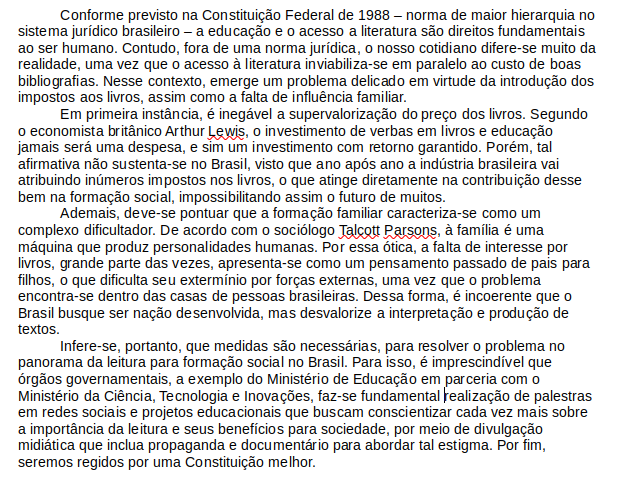 Conforme previsto na Constituição Federal de 1988 – norma de maior hierarquia no
sistema jurídico brasileiro – a educação e o acesso a literatura são direitos fundamentais
ao ser humano. Contudo, fora de uma norma jurídica, o nosso cotidiano difere-se muito da
realidade, uma vez que o acesso à literatura inviabiliza-se em paralelo ao custo de boas
bibliografias. Nesse contexto, emerge um problema delicado em virtude da introdução dos
impostos aos livros, assim como a falta de influência familiar.
Em primeira instância, é inegável a supervalorização do preço dos livros. Segundo
o economista britânico Arthur Lewis, o investimento de verbas em livros e educação
jamais será uma despesa, e sim um investimento com retorno garantido. Porém, tal
afirmativa não sustenta-se no Brasil, visto que ano após ano a indústria brasileira vai
atribuindo inúmeros impostos nos livros, o que atinge diretamente na contribuição desse
bem na formação social, impossibilitando assim o futuro de muitos.
Ademais, deve-se pontuar que a formação familiar caracteriza-se como um
complexo dificultador. De acordo com o sociólogo Talcott Parsons, à família é uma
máquina que produz personalidades humanas. Por essa ótica, a falta de interesse por
livros, grande parte das vezes, apresenta-se como um pensamento passado de pais para
filhos, o que dificulta seu extermínio por forças externas, uma vez que o problema
encontra-se dentro das casas de pessoas brasileiras. Dessa forma, é incoerente que o
Brasil busque ser nação desenvolvida, mas desvalorize a interpretação e produção de
textos.
Infere-se, portanto, que medidas são necessárias, para resolver o problema no
panorama da leitura para formação social no Brasil. Para isso, é imprescindível que
órgãos governamentais, a exemplo do Ministério de Educação em parceria com o
Ministério da Ciência, Tecnologia e Inovações, faz-se fundamental realização de palestras
em redes sociais e projetos educacionais que buscam conscientizar cada vez mais sobre
a importância da leitura e seus benefícios para sociedade, por meio de divulgação
midiática que inclua propaganda e documentário para abordar tal estigma. Por fim,
seremos regidos por uma Constituição melhor.